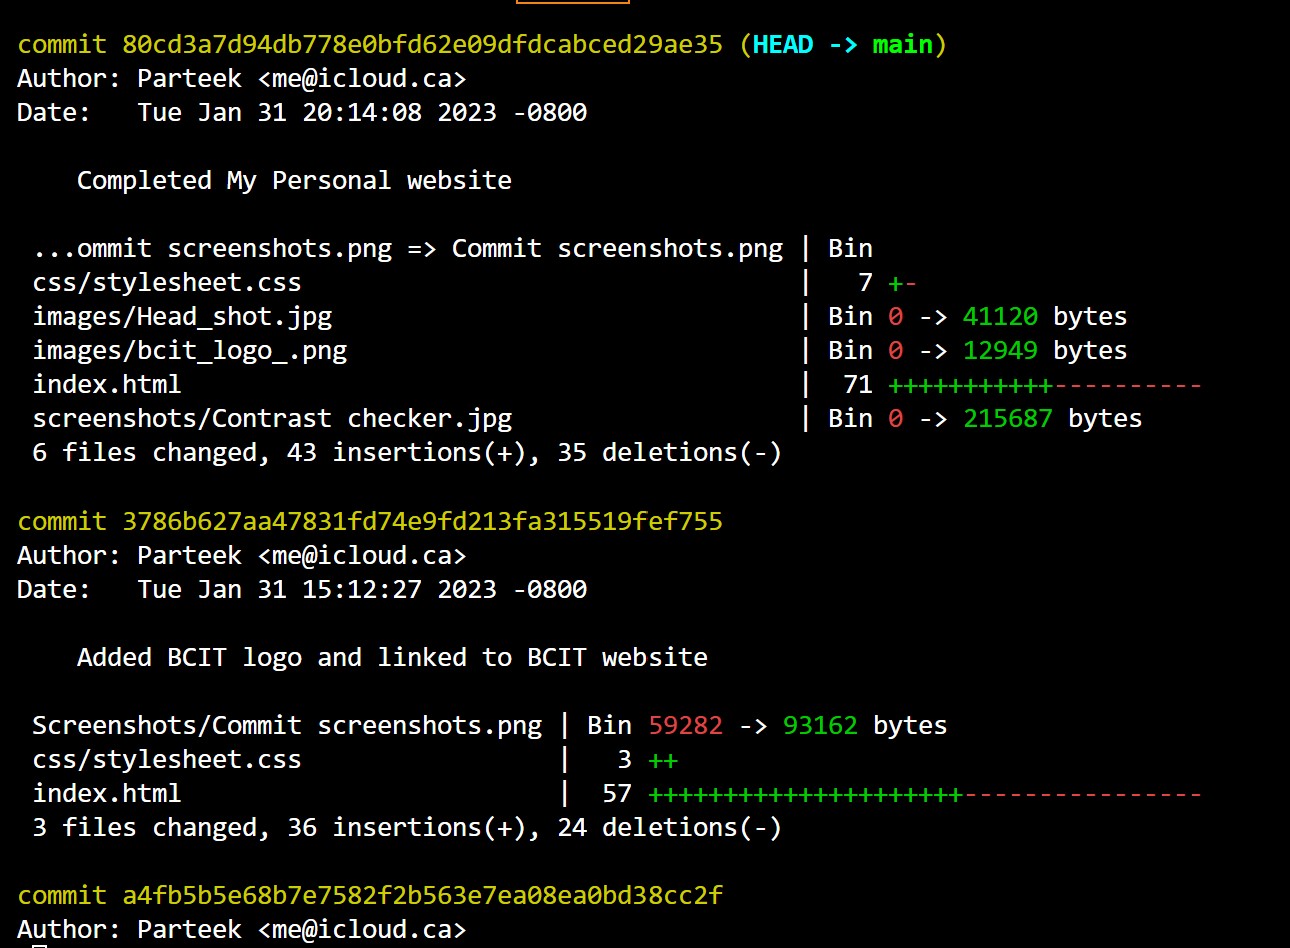 commit 80cd3a7d94db778e0bfd62e09dfdcabced29ae35 (HEAD -> main)
Author: Parteek <me@icloud.ca>
Date:   Tue Jan 31 20:14:08 2023 -0800
Completed My Personal website
...ommit screenshots.png => Commit screenshots.png | Bin
css/stylesheet.css | 7 +-
images/Head_shot.jpg | Bin 0 -> 41120 bytes
images/bcit_logo_.png | Bin 0 -> 12949 bytes
index.html | 71 +++++++++++----------
screenshots/Contrast checker.jpg | Bin 0 -> 215687 bytes
6 files changed, 43 insertions(+), 35 deletions(-)
commit 3786b627aa47831fd74e9fd213fa315519fef755
Author: Parteek <me@icloud.ca>
Date:   Tue Jan 31 15:12:27 2023 -0800
Added BCIT logo and linked to BCIT website
Screenshots/Commit screenshots.png | Bin 59282 -> 93162 bytes
css/stylesheet.css | 3 ++
index.html | 57 +++++++++++++++++++++----------------
3 files changed, 36 insertions(+), 24 deletions(-)
commit a4fb5b5e68b7e7582f2b563e7ea08ea0bd38cc2f
Author: Parteek <me@icloud.ca>